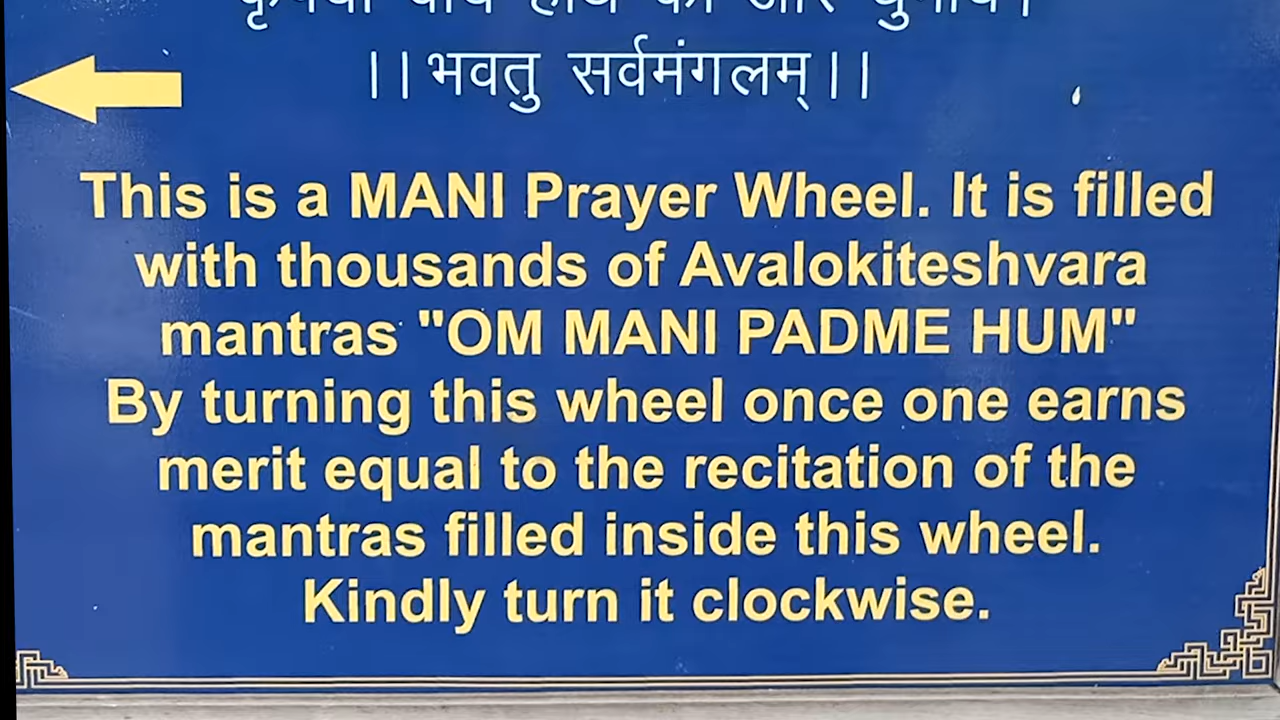 कृपया बायें हाथ की ओर घुमायें।
।।भवतु सर्वमंगलम्।।
This is a MANI Prayer Wheel. It is filled
with thousands of Avalokiteshvara
mantras "OM MANI PADME HUM"
By turning this wheel once one earns
merit equal to the recitation of the
mantras filled inside this wheel.
Kindly turn it clockwise.